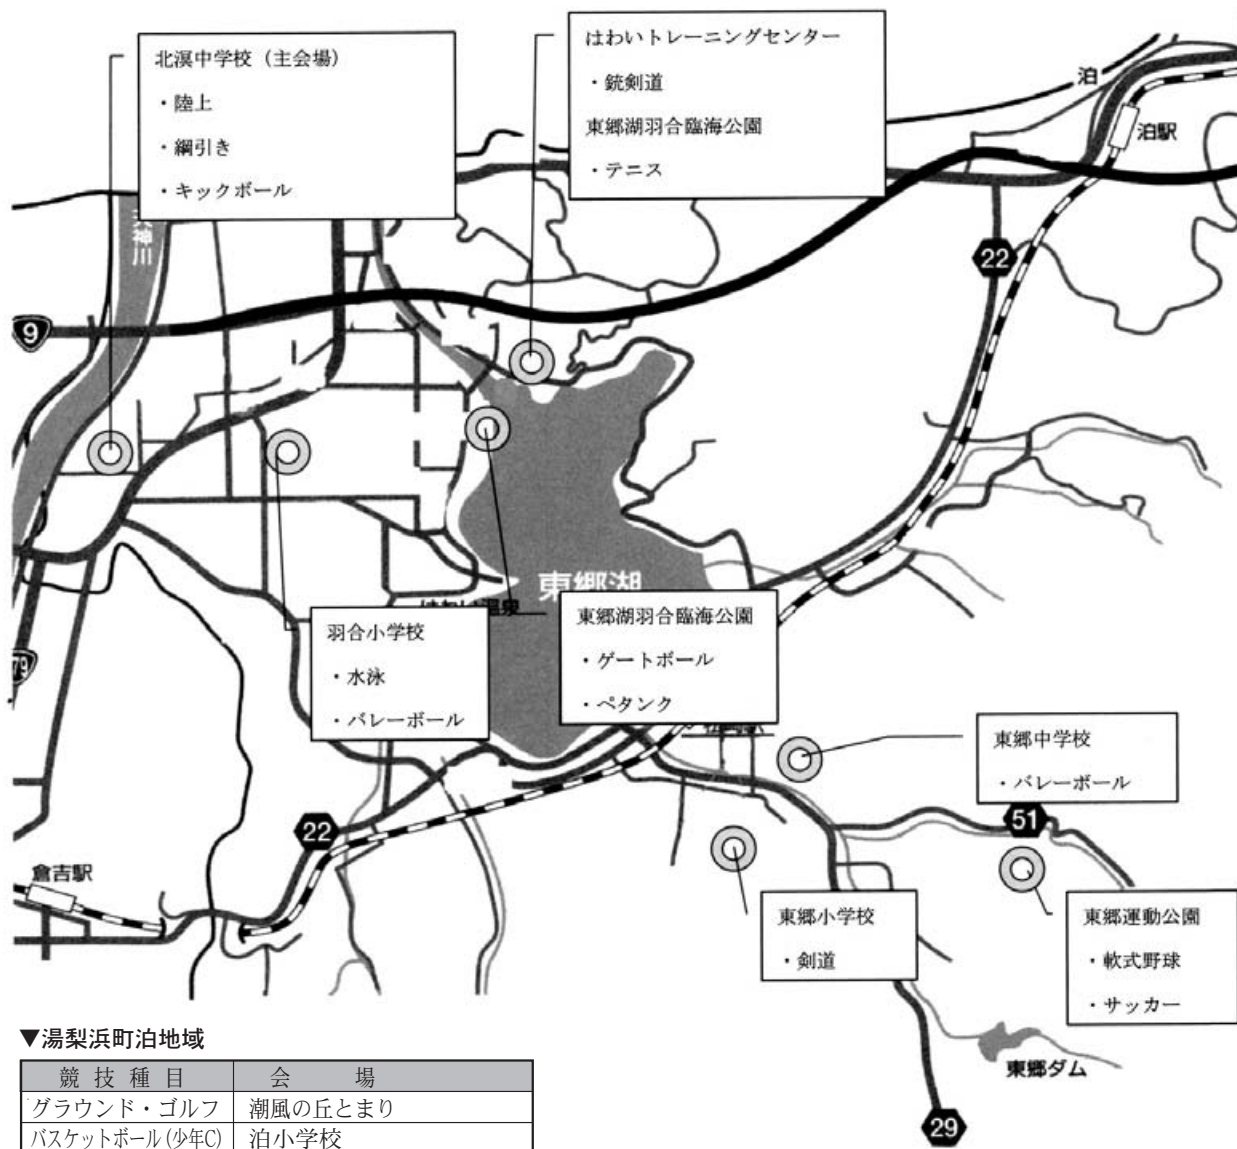 北溟中学校（主会場）
・陸上
・綱引き
・キックボール
はわいトレーニングセンター
・銃剣道
東郷湖羽合臨海公園
・テニス
泊
泊駅
22
9
東郷湖
羽合小学校
・水泳
・バレーボール
東郷湖羽合臨海公園
・ゲートボール
・ペタンク
東郷中学校
・バレーボール
51
22
倉吉駅
東郷小学校
・剣道
東郷運動公園
・軟式野球
・サッカー
東郷ダム
29
▼湯梨浜町泊地域
競技種目 会場
グラウンド・ゴルフ 潮風の丘とまり
バスケットボール(少年C) 泊小学校